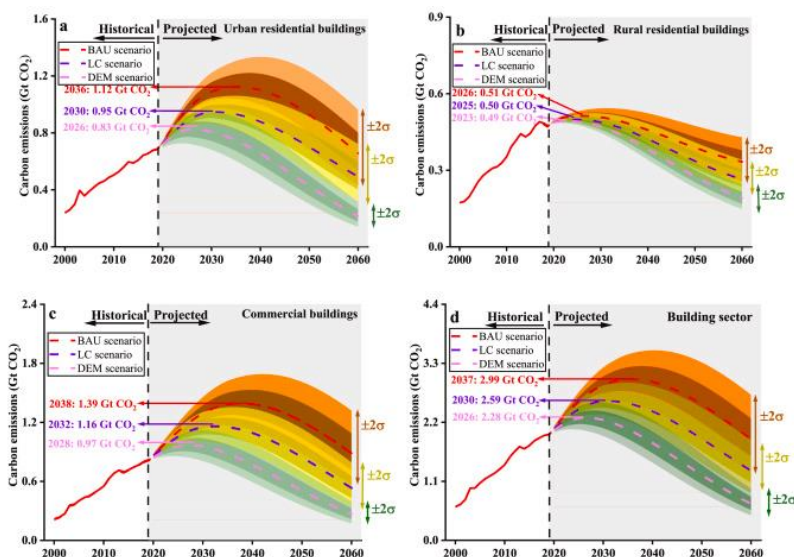 a
Historical
Projected
Urban residential buildings
BAU scenario
LC scenario
DEM scenario
2036: 1.12 Gt CO2
2030: 0.95 Gt CO2
2026: 0.83 Gt CO2
±2σ
±2σ
±2σ
Carbon emissions (Gt CO2)
1.6
1.2
0.8
0.4
0.0
2000 2010 2020 2030 2040 2050 2060
b
Historical
Projected
Rural residential buildings
BAU scenario
LC scenario
DEM scenario
2026: 0.51 Gt CO2
2025: 0.50 Gt CO2
2023: 0.49 Gt CO2
±2σ
±2σ
±2σ
Carbon emissions (Gt CO2)
0.9
0.6
0.3
0.0
2000 2010 2020 2030 2040 2050 2060
c
Historical
Projected
Commercial buildings
BAU scenario
LC scenario
DEM scenario
2038: 1.39 Gt CO2
2032: 1.16 Gt CO2
2028: 0.97 Gt CO2
±2σ
±2σ
±2σ
Carbon emissions (Gt CO2)
2.4
1.8
1.2
0.6
0.0
2000 2010 2020 2030 2040 2050 2060
d
Historical
Projected
Building sector
BAU scenario
LC scenario
DEM scenario
2037: 2.99 Gt CO2
2030: 2.59 Gt CO2
2026: 2.28 Gt CO2
±2σ
±2σ
±2σ
Carbon emissions (Gt CO2)
4.4
3.3
2.2
1.1
0.0
2000 2010 2020 2030 2040 2050 2060